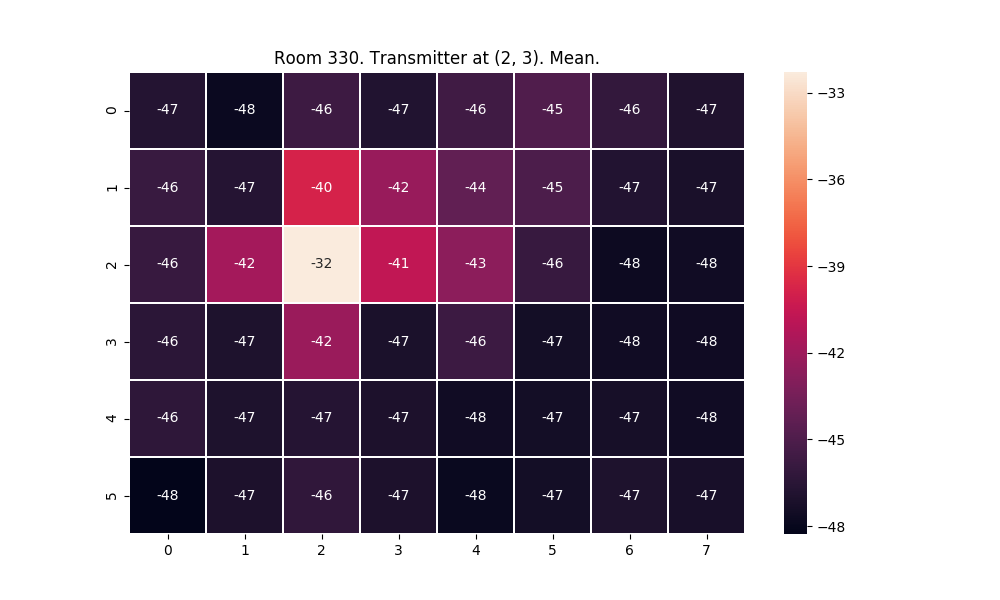 Room 330. Transmitter at (2, 3). Mean.
0 -47 -48 -46 -47 -46 -45 -46 -47
1 -46 -47 -40 -42 -44 -45 -47 -47
2 -46 -42 -32 -41 -43 -46 -48 -48
3 -46 -47 -42 -47 -46 -47 -48 -48
4 -46 -47 -47 -47 -48 -47 -47 -48
5 -48 -47 -46 -47 -48 -47 -47 -47
0 1 2 3 4 5 6 7
−33
−36
−39
−42
−45
−48